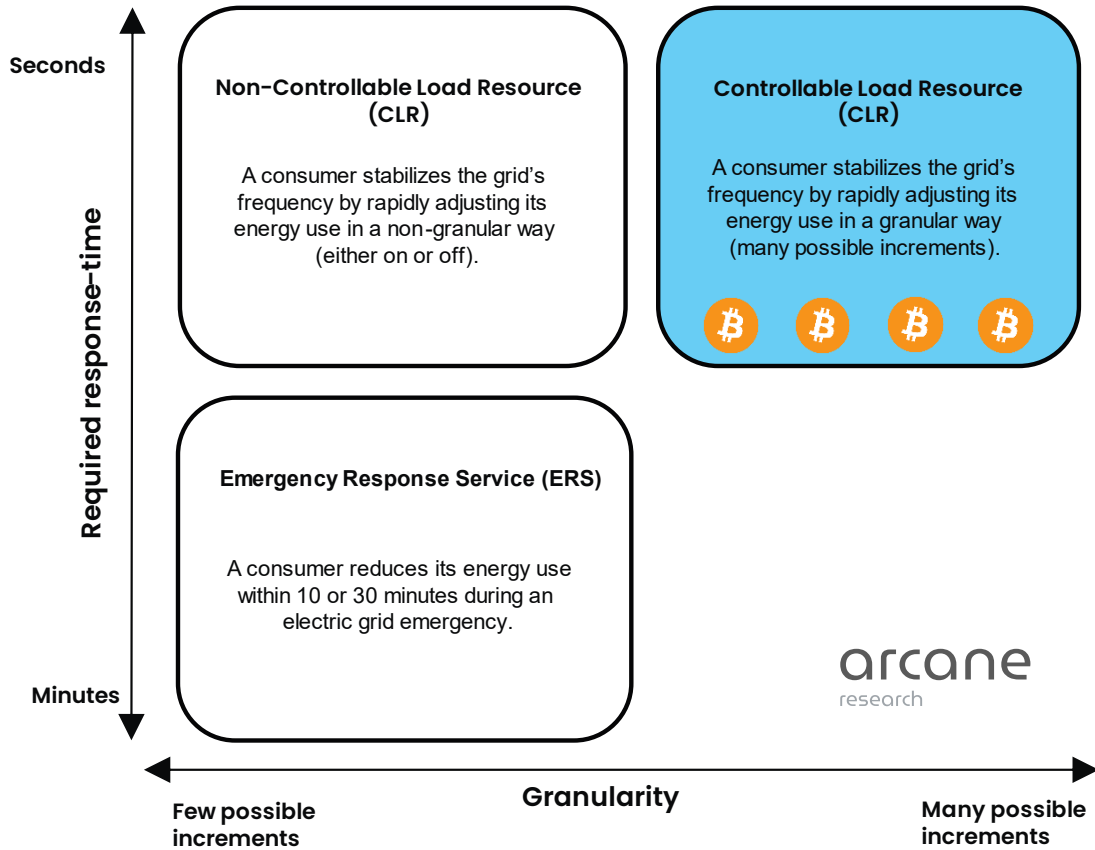 Seconds
Non-Controllable Load Resource
(CLR)
A consumer stabilizes the grid's
frequency by rapidly adjusting its
energy use in a non-granular way
(either on or off).
Controllable Load Resource
(CLR)
A consumer stabilizes the grid's
frequency by rapidly adjusting its
energy use in a granular way
(many possible increments).
Required response-time
Emergency Response Service (ERS)
A consumer reduces its energy use
within 10 or 30 minutes during an
electric grid emergency.
arcane
research
Minutes
Granularity
Few possible
increments
Many possible
increments